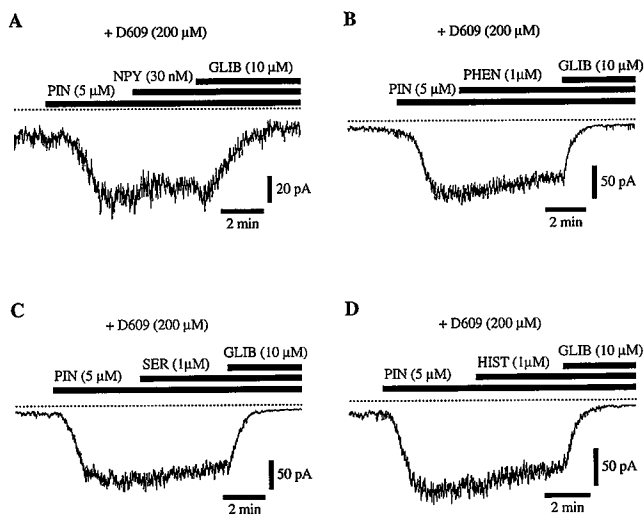 A
+ D609 (200 µM)
GLIB (10 µM)
NPY (30 nM)
PIN (5 µM)
20 pA
2 min
B
+ D609 (200 µM)
GLIB (10 µM)
PHEN (1µM)
PIN (5 µM)
50 pA
2 min
C
+ D609 (200 µM)
GLIB (10 µM)
SER (1µM)
PIN (5 µM)
50 pA
2 min
D
+ D609 (200 µM)
GLIB (10 µM)
HIST (1µM)
PIN (5 µM)
50 pA
2 min